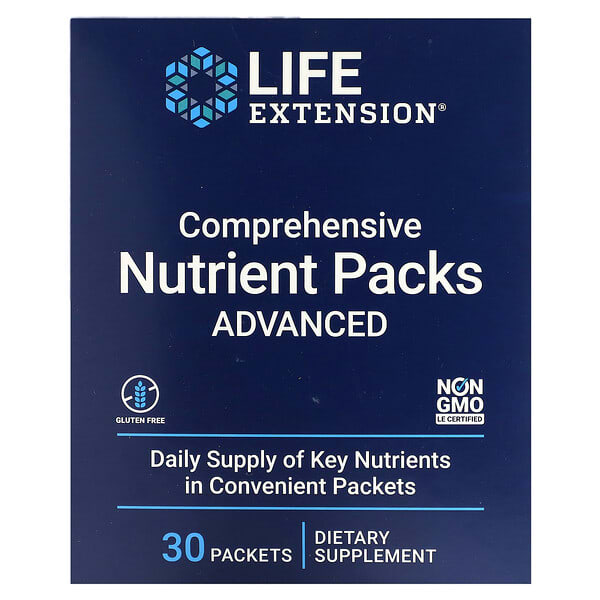 LIFE
EXTENSION®
Comprehensive
Nutrient Packs
ADVANCED
GLUTEN FREE
NON
GMO
LE CERTIFIED
Daily Supply of Key Nutrients
in Convenient Packets
30 PACKETS
DIETARY
SUPPLEMENT